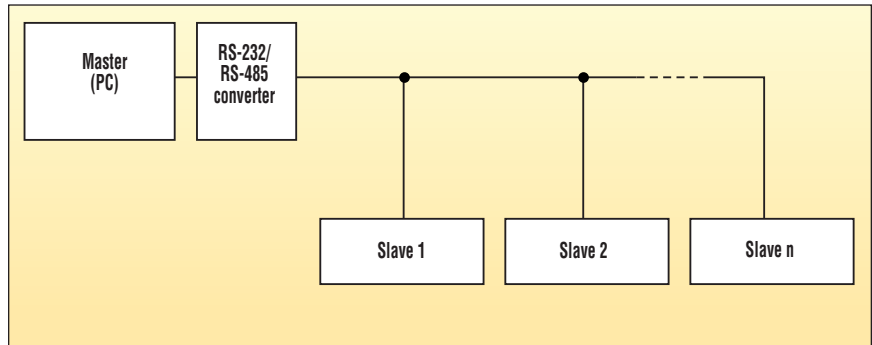 Master
(PC)
RS-232/
RS-485
converter
Slave 1
Slave 2
Slave n